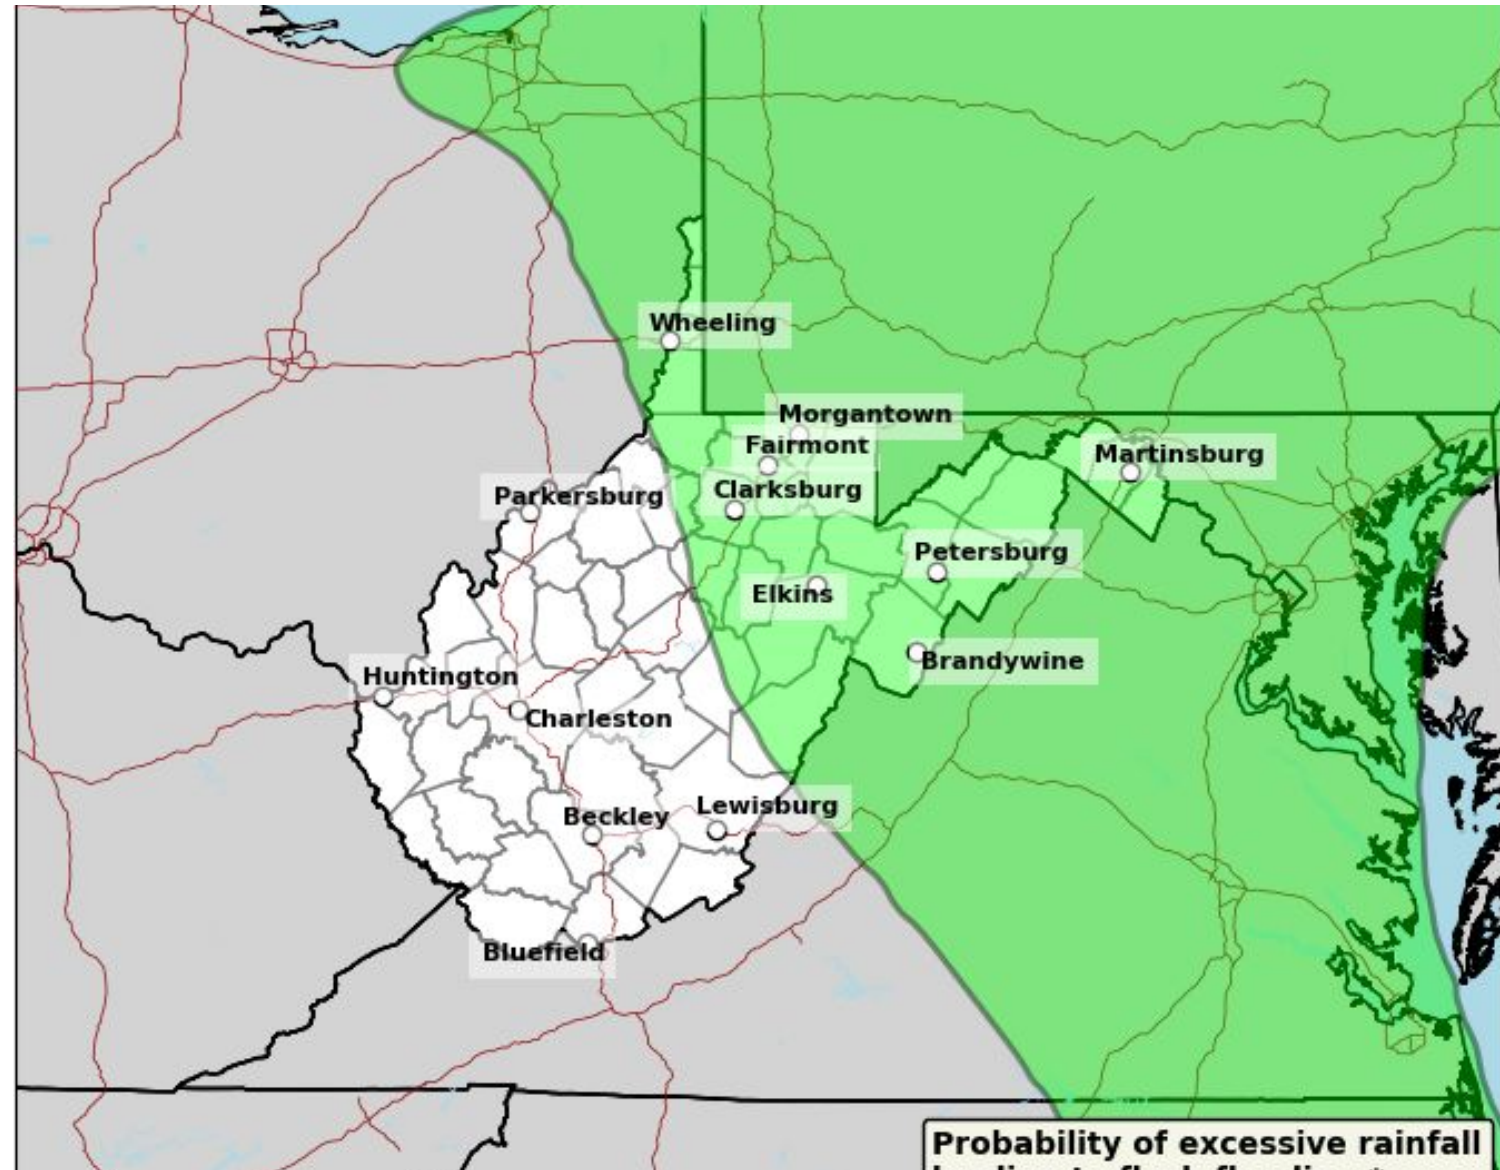 Wheeling
Morgantown
Fairmont
Martinsburg
Clarksburg
Parkersburg
Petersburg
Elkins
Brandywine
Huntington
Charleston
Lewisburg
Beckley
Bluefield
Probability of excessive rainfall